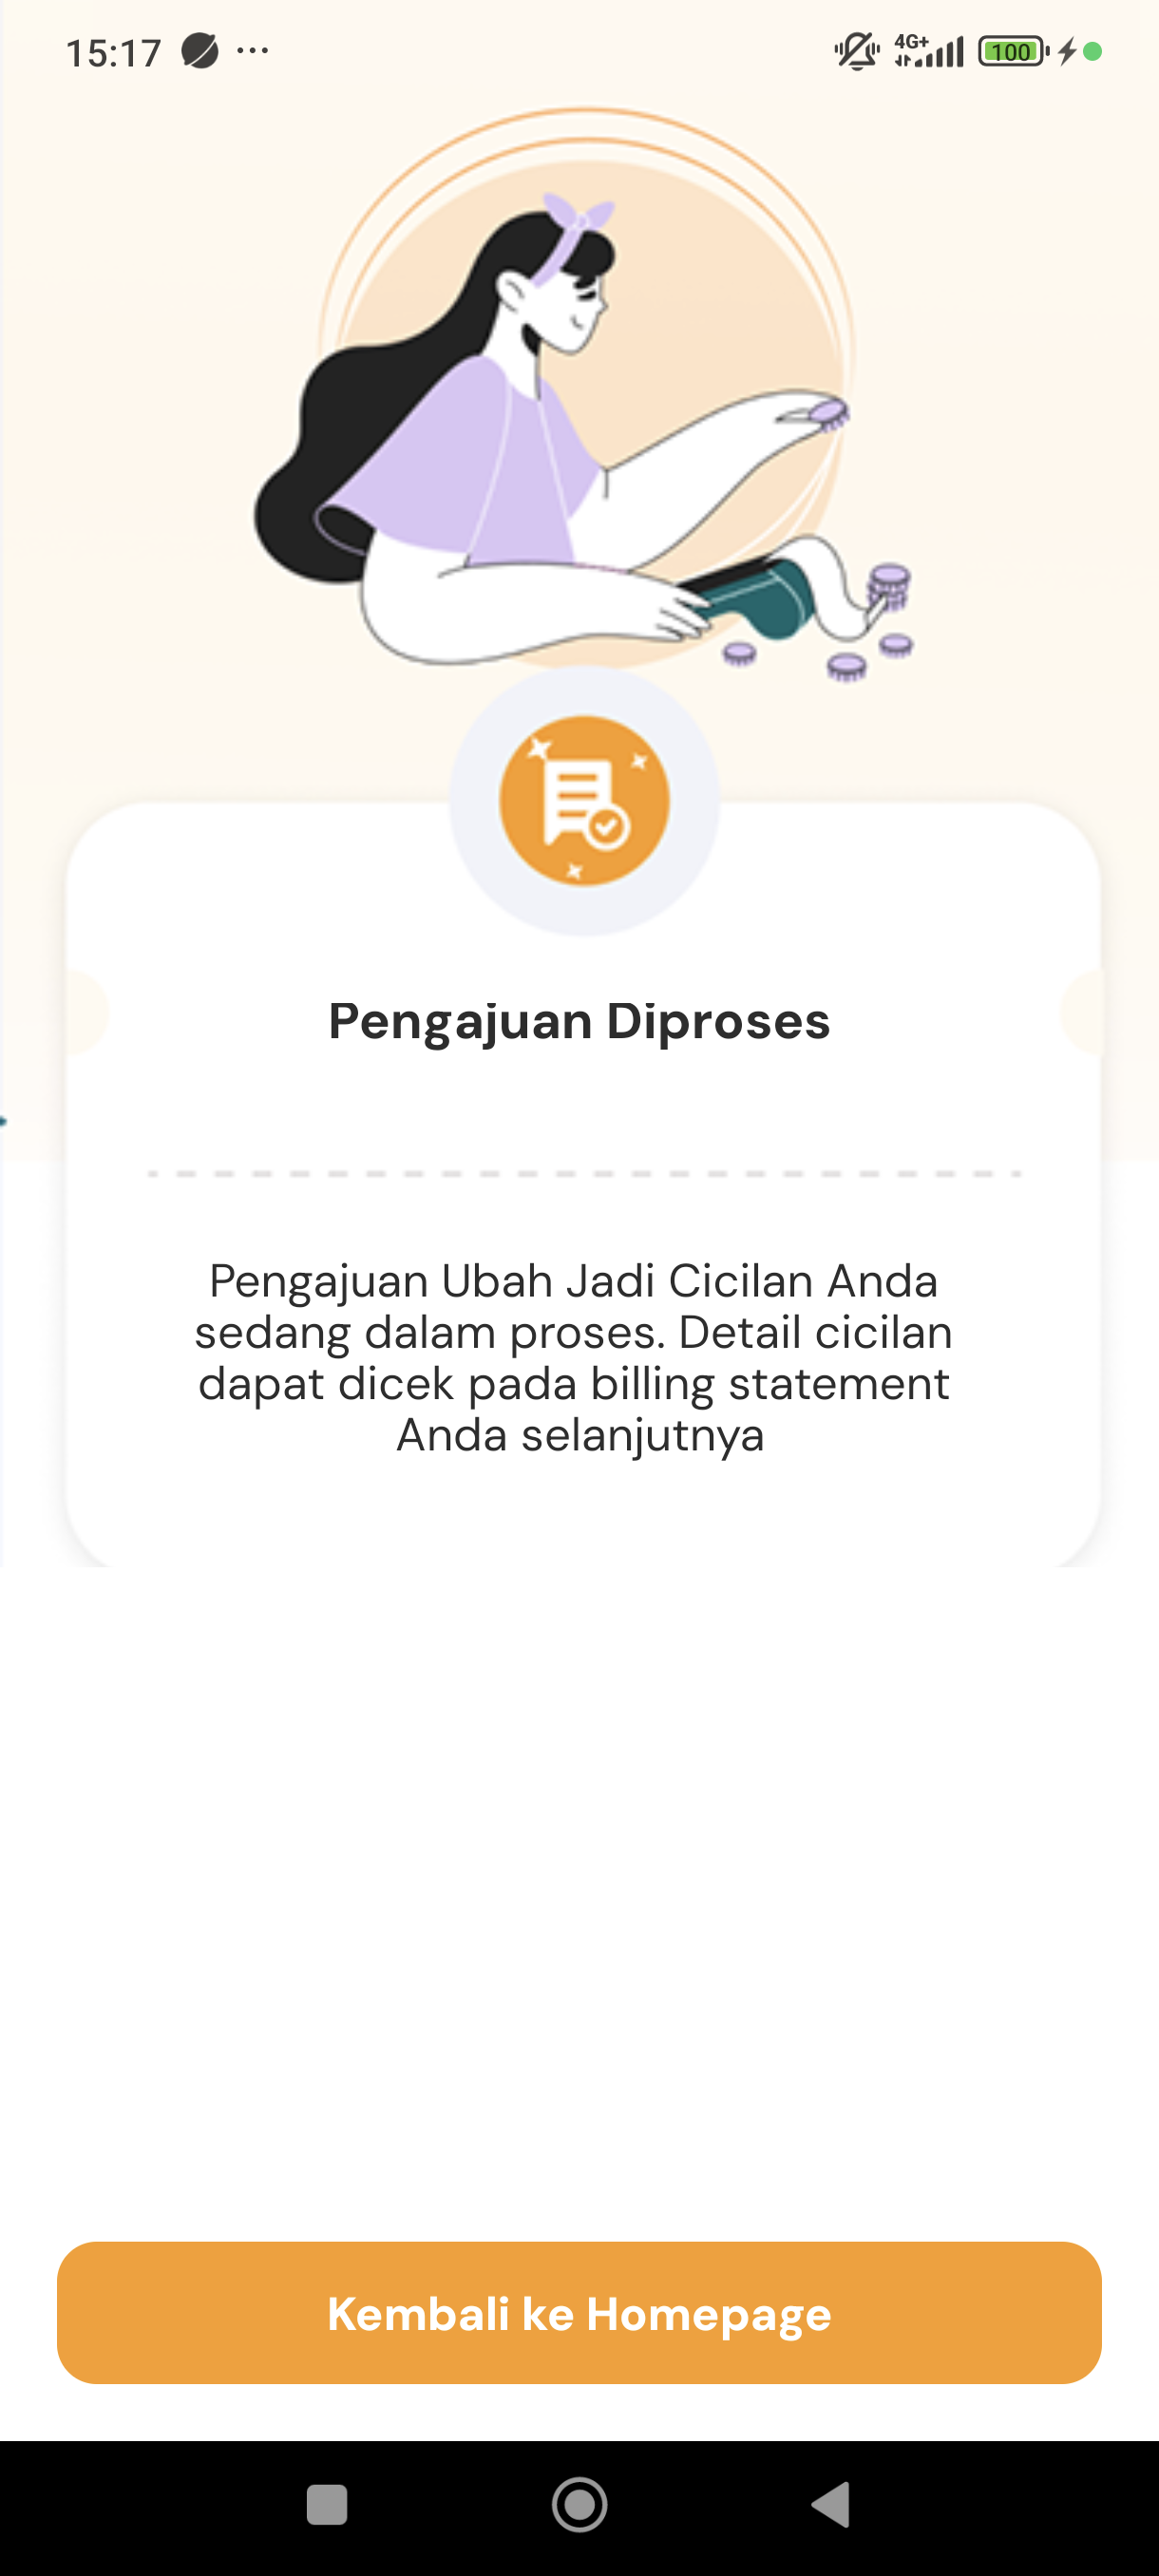 15:17
4G+
100
Pengajuan Diproses
Pengajuan Ubah Jadi Cicilan Anda
sedang dalam proses. Detail cicilan
dapat dicek pada billing statement
Anda selanjutnya
Kembali ke Homepage